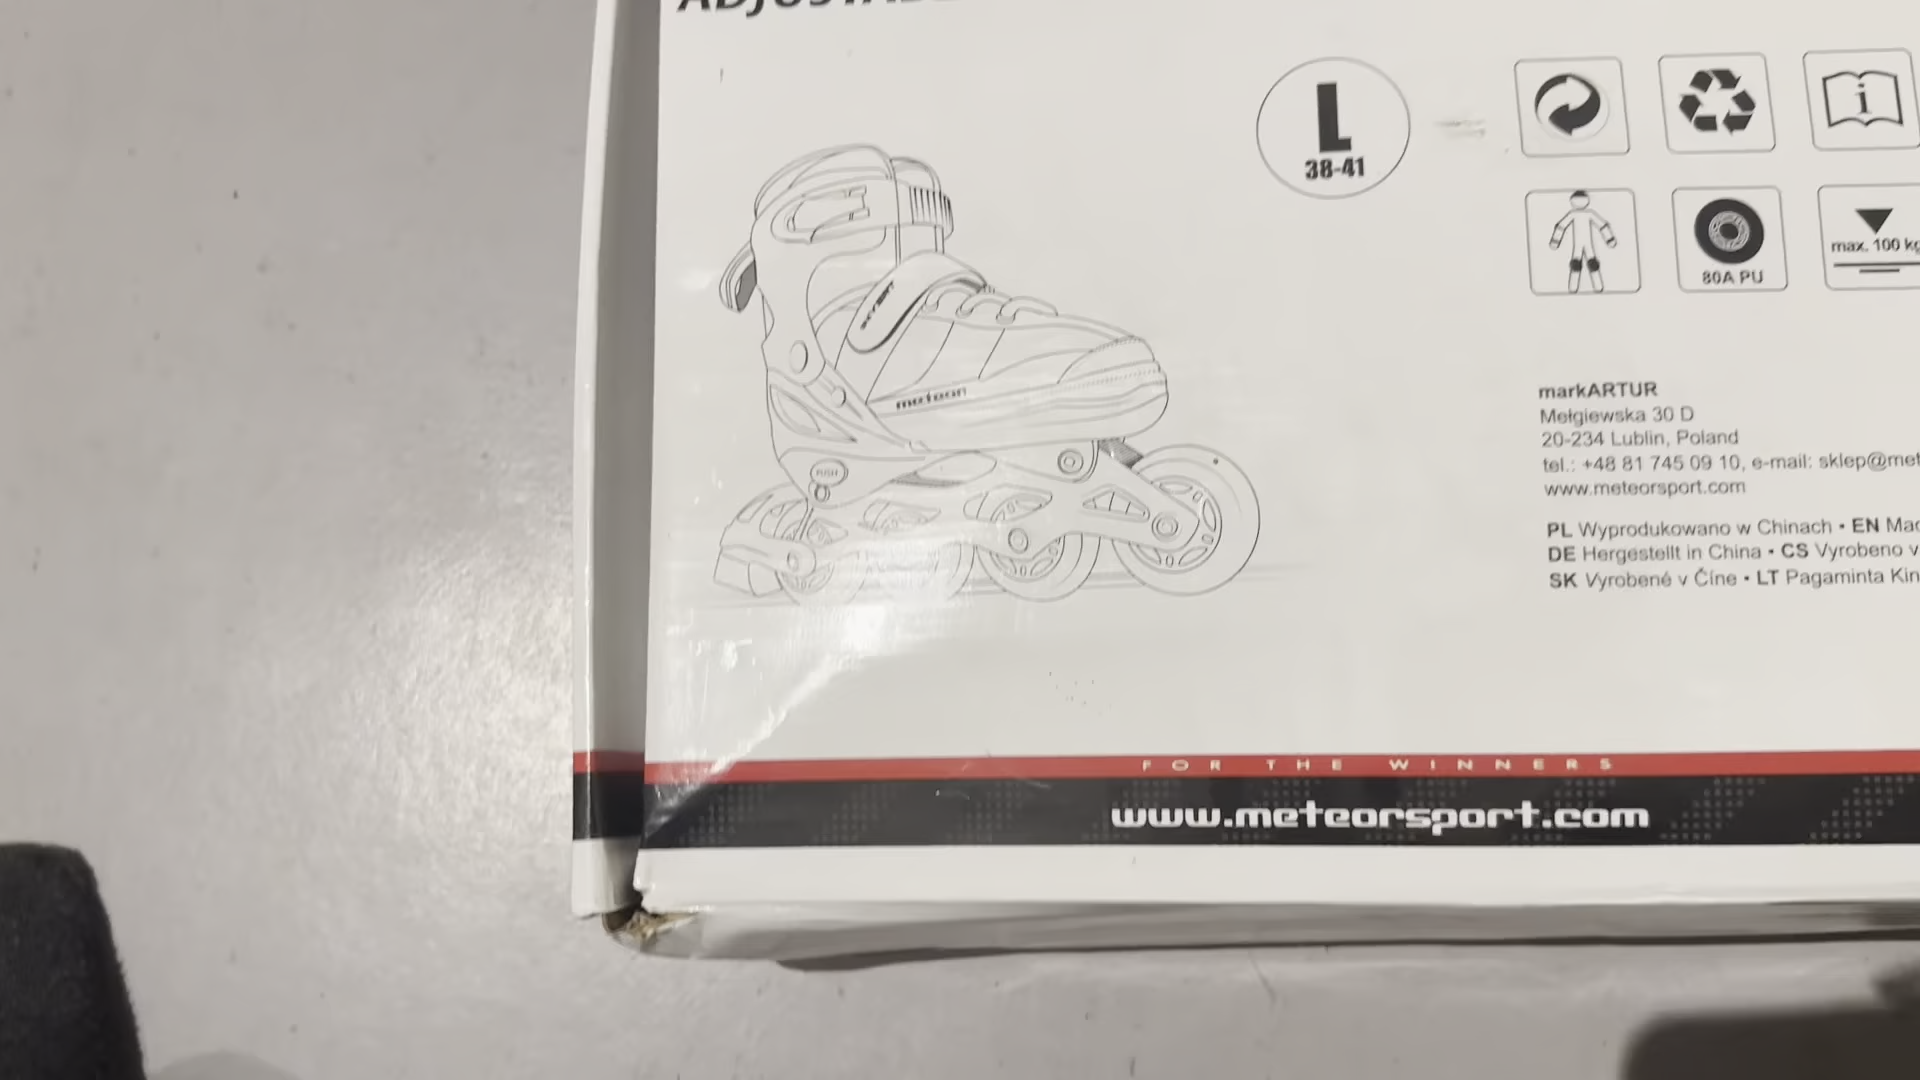 L
38-41
i
80A PU
max. 100 kg
meteor
PUSH
markARTUR
Mełgiewska 30 D
20-234 Lublin, Poland
tel.: +48 81 745 09 10, e-mail: sklep@met
www.meteorsport.com
PL Wyprodukowano w Chinach • EN Mad
DE Hergestellt in China • CS Vyrobeno v
SK Vyrobené v Číne • LT Pagaminta Kin
FOR THE WINNERS
www.meteorsport.com